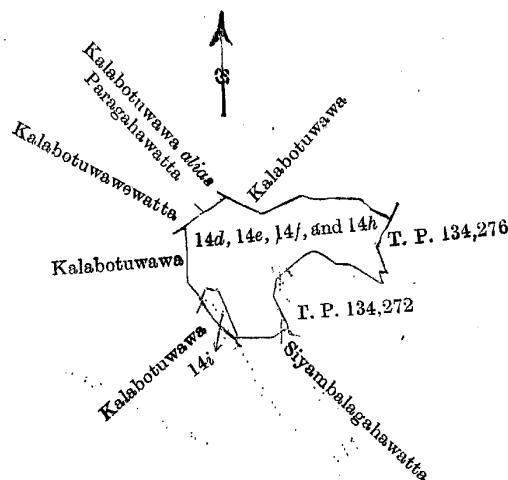 Kalabotuwawa alias
Paragahawatta
Kalabotuwawa
Kalabotuwawewatta
14d, 14e, 14f, and 14h
T. P. 134,276
Kalabotuwawa
T. P. 134,272
Kalabotuwawa
14i
Siyambalagahawatta